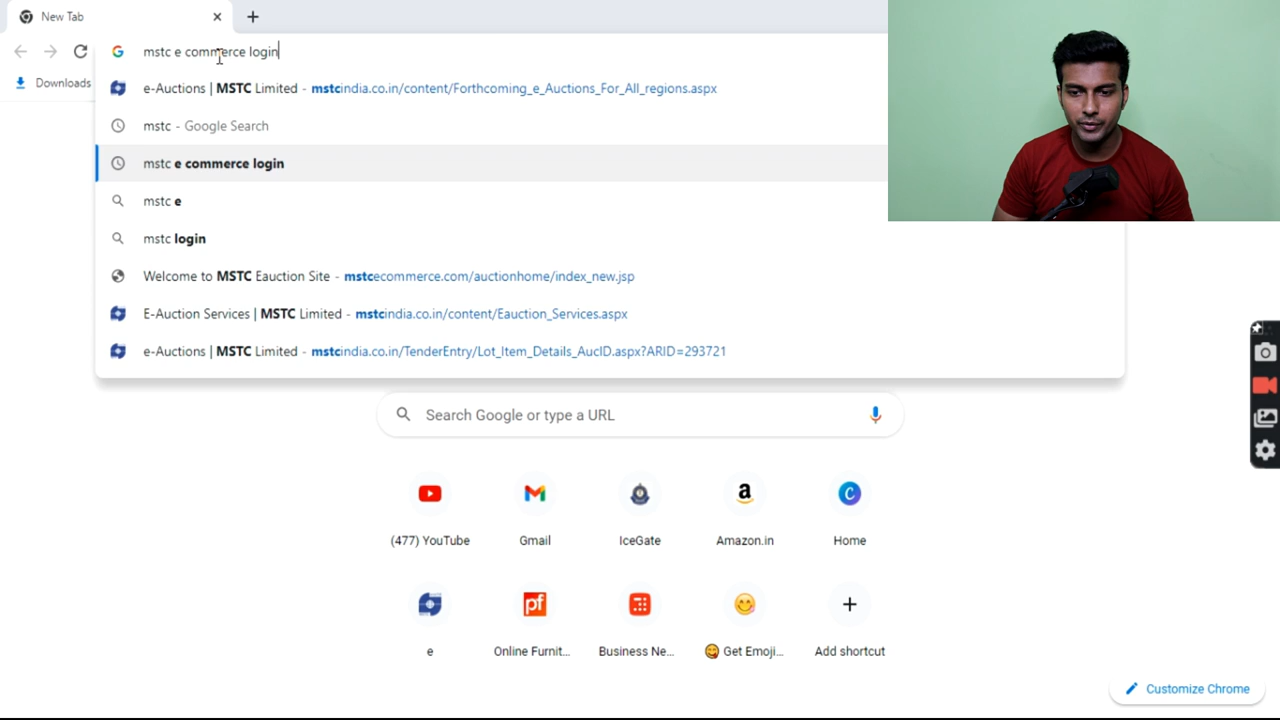 New Tab
mstc e commerce login
Downloads
e-Auctions | MSTC Limited - mstcindia.co.in/content/Forthcoming_e_Auctions_For_All_regions.aspx
mstc - Google Search
mstc e commerce login
mstc e
mstc login
Welcome to MSTC Eauction Site - mstcecommerce.com/auctionhome/index_new.jsp
E-Auction Services | MSTC Limited - mstcindia.co.in/content/Eauction_Services.aspx
e-Auctions | MSTC Limited - mstcindia.co.in/TenderEntry/Lot_Item_Details_AucID.aspx?ARID=293721
Search Google or type a URL
(477) YouTube
Gmail
IceGate
Amazon.in
Home
e
Online Furnit...
Business Ne...
😋 Get Emoji...
Add shortcut
Customize Chrome